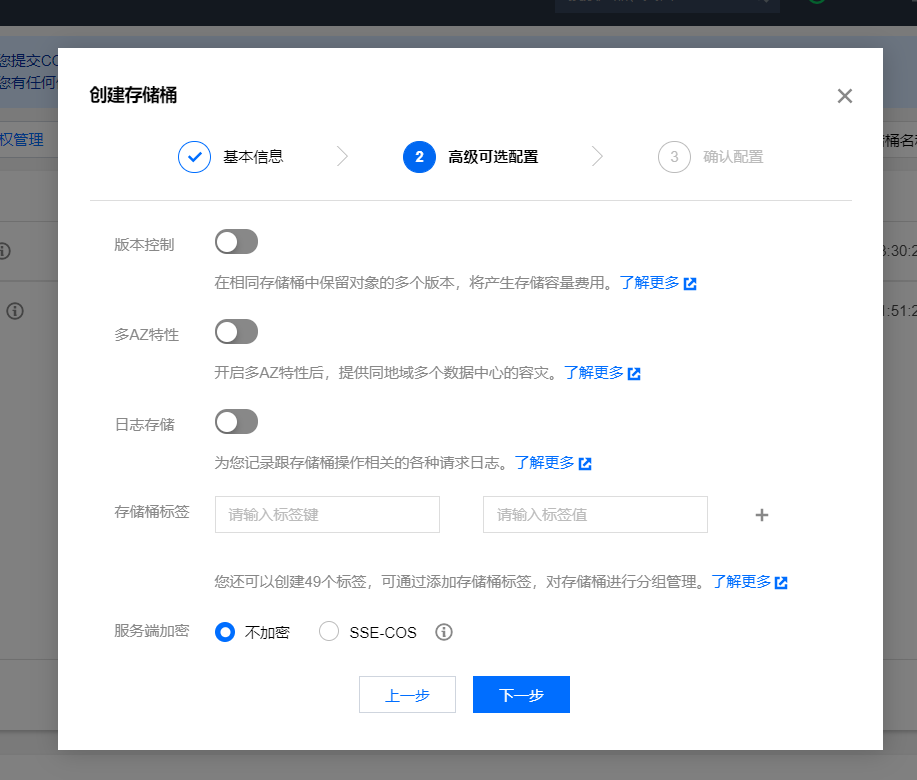 您提交CO
您有任何
创建存储桶
权管理
桶名
基本信息
2
高级可选配置
3
确认配置
版本控制
在相同存储桶中保留对象的多个版本，将产生存储容量费用。了解更多
:30:2
多AZ特性
:51:2
开启多AZ特性后，提供同地域多个数据中心的容灾。了解更多
日志存储
为您记录跟存储桶操作相关的各种请求日志。了解更多
存储桶标签
请输入标签键
请输入标签值
+
您还可以创建49个标签，可通过添加存储桶标签，对存储桶进行分组管理。了解更多
服务端加密
不加密
SSE-COS
上一步
下一步